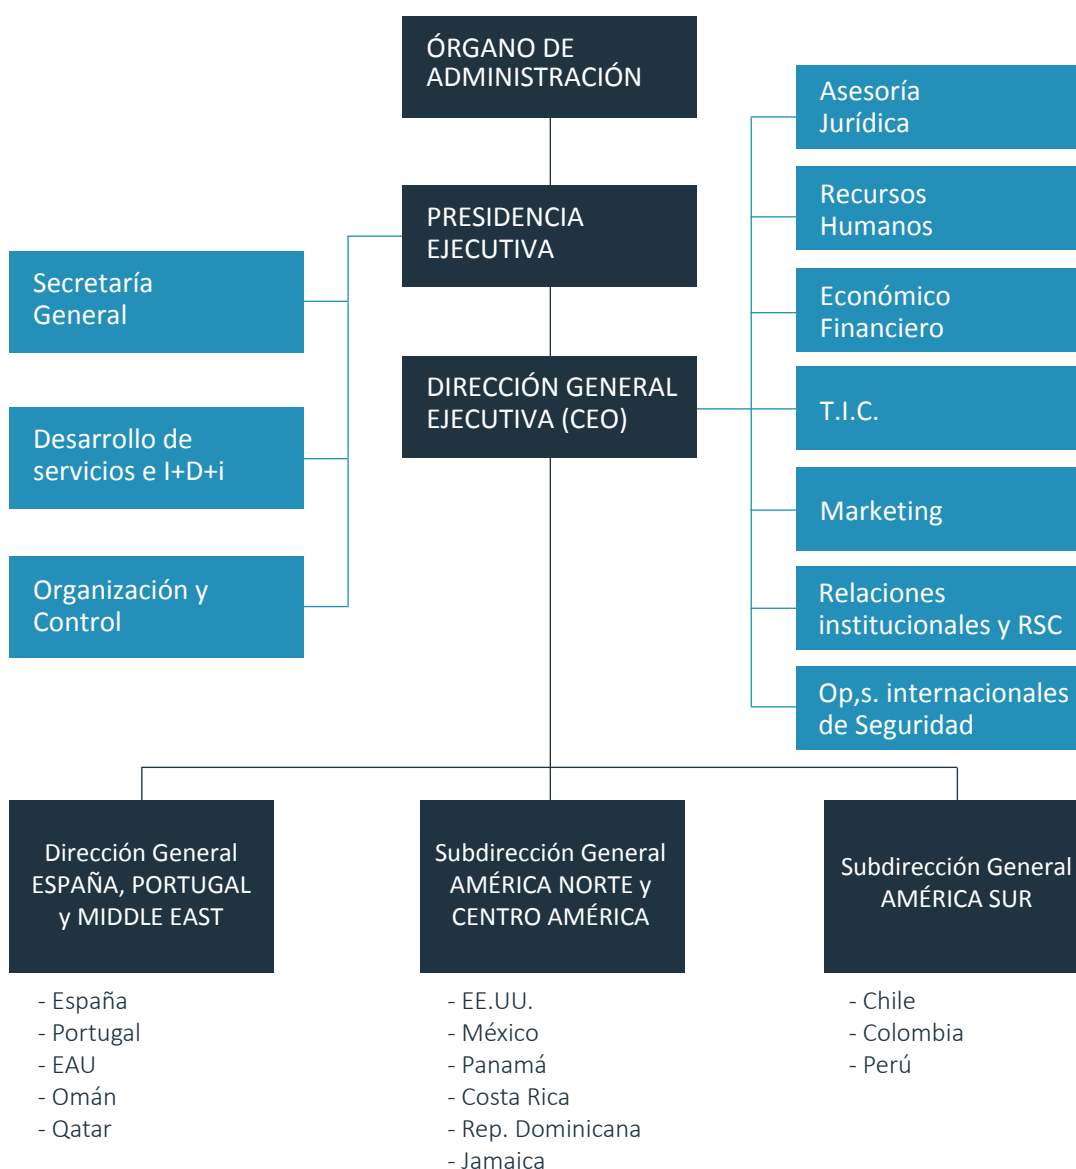 ÓRGANO DE
ADMINISTRACIÓN
PRESIDENCIA
EJECUTIVA
DIRECCIÓN GENERAL
EJECUTIVA (CEO)
Secretaría
General
Desarrollo de
servicios e I+D+i
Organización y
Control
Asesoría
Jurídica
Recursos
Humanos
Económico
Financiero
T.I.C.
Marketing
Relaciones
institucionales y RSC
Op,s. internacionales
de Seguridad
Dirección General
ESPAÑA, PORTUGAL
y MIDDLE EAST
- España
- Portugal
- EAU
- Omán
- Qatar
Subdirección General
AMÉRICA NORTE y
CENTRO AMÉRICA
- EE.UU.
- México
- Panamá
- Costa Rica
- Rep. Dominicana
- Jamaica
Subdirección General
AMÉRICA SUR
- Chile
- Colombia
- Perú